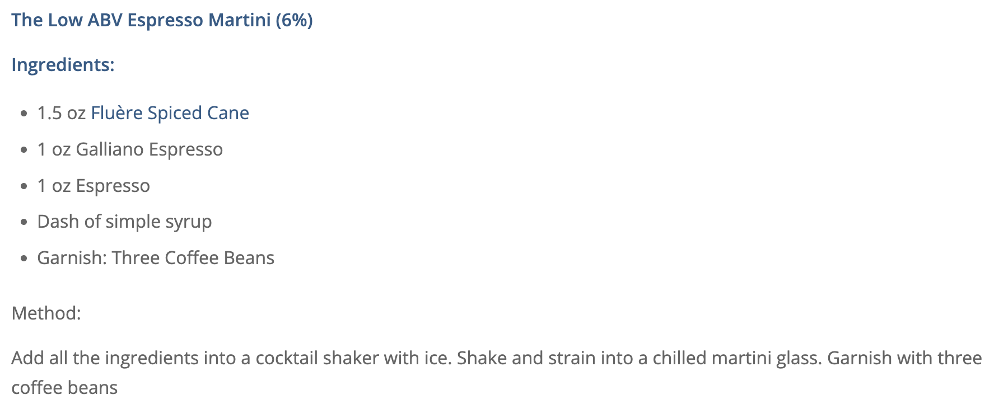 The Low ABV Espresso Martini (6%)
Ingredients:
• 1.5 oz Fluère Spiced Cane
• 1 oz Galliano Espresso
• 1 oz Espresso
• Dash of simple syrup
• Garnish: Three Coffee Beans
Method:
Add all the ingredients into a cocktail shaker with ice. Shake and strain into a chilled martini glass. Garnish with three
coffee beans